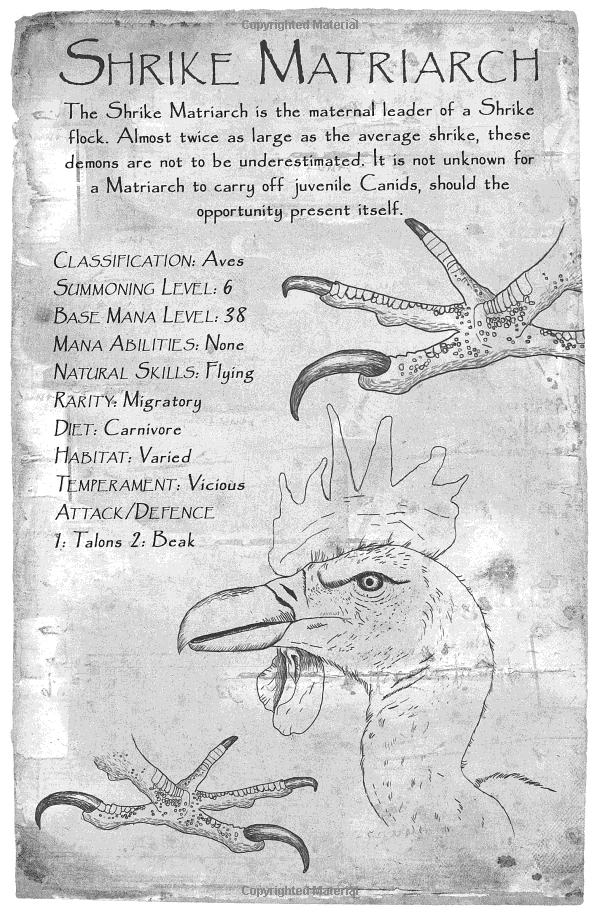 Copyrighted Material
SHRIKE MATRIARCH
The Shrike Matriarch is the maternal leader of a Shrike
flock. Almost twice as large as the average shrike, these
demons are not to be underestimated. It is not unknown for
a Matriarch to carry off juvenile Canids, should the
opportunity present itself.
CLASSIFICATION: Aves
SUMMONING LEVEL: 6
BASE MANA LEVEL: 38
MANA ABILITIES: None
NATURAL SKILLS: Flying
RARITY: Migratory
DIET: Carnivore
HABITAT: Varied
TEMPERAMENT: Vicious
ATTACK/DEFENCE
1: Talons 2: Beak
Copyrighted Material